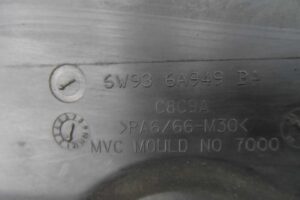 6W93 6A949 BA
C8C9A
>PA6/66-M30<
MVC MOULD NO 7000